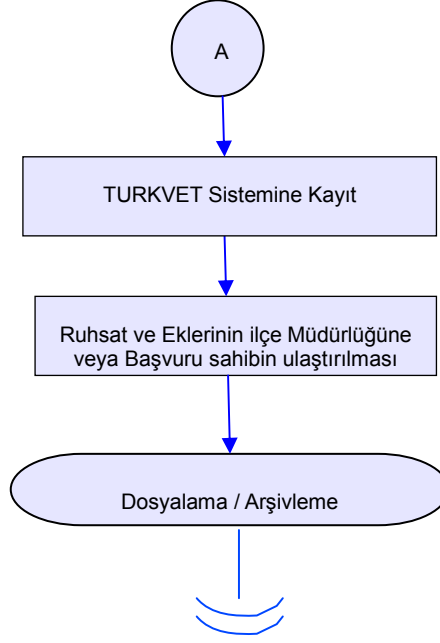 A
TURKVET Sistemine Kayıt
Ruhsat ve Eklerinin ilçe Müdürlüğüne
veya Başvuru sahibin ulaştırılması
Dosyalama / Arşivleme